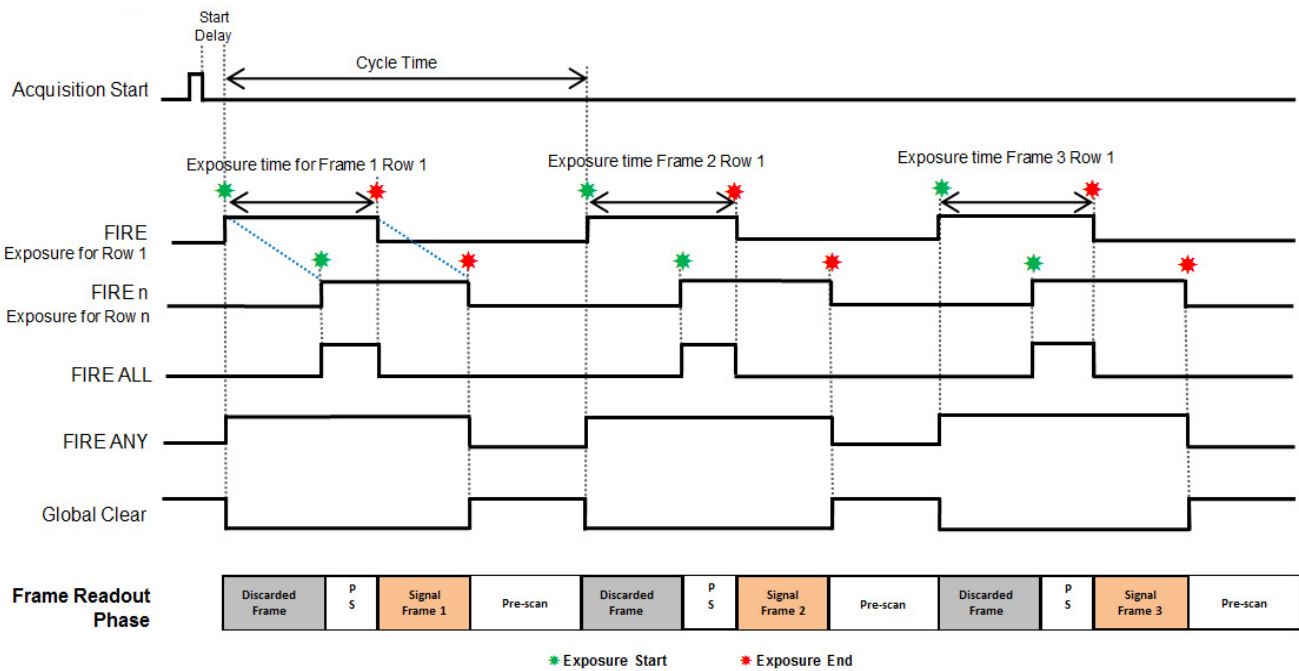 Start
Delay
Cycle Time
Acquisition Start
Exposure time for Frame 1 Row 1
Exposure time Frame 2 Row 1
Exposure time Frame 3 Row 1
FIRE
Exposure for Row 1
FIRE n
Exposure for Row n
FIRE ALL
FIRE ANY
Global Clear
Frame Readout
Phase
Discarded
Frame
P
S
Signal
Frame 1
Pre-scan
Discarded
Frame
P
S
Signal
Frame 2
Pre-scan
Discarded
Frame
P
S
Signal
Frame 3
Pre-scan
Exposure Start
Exposure End